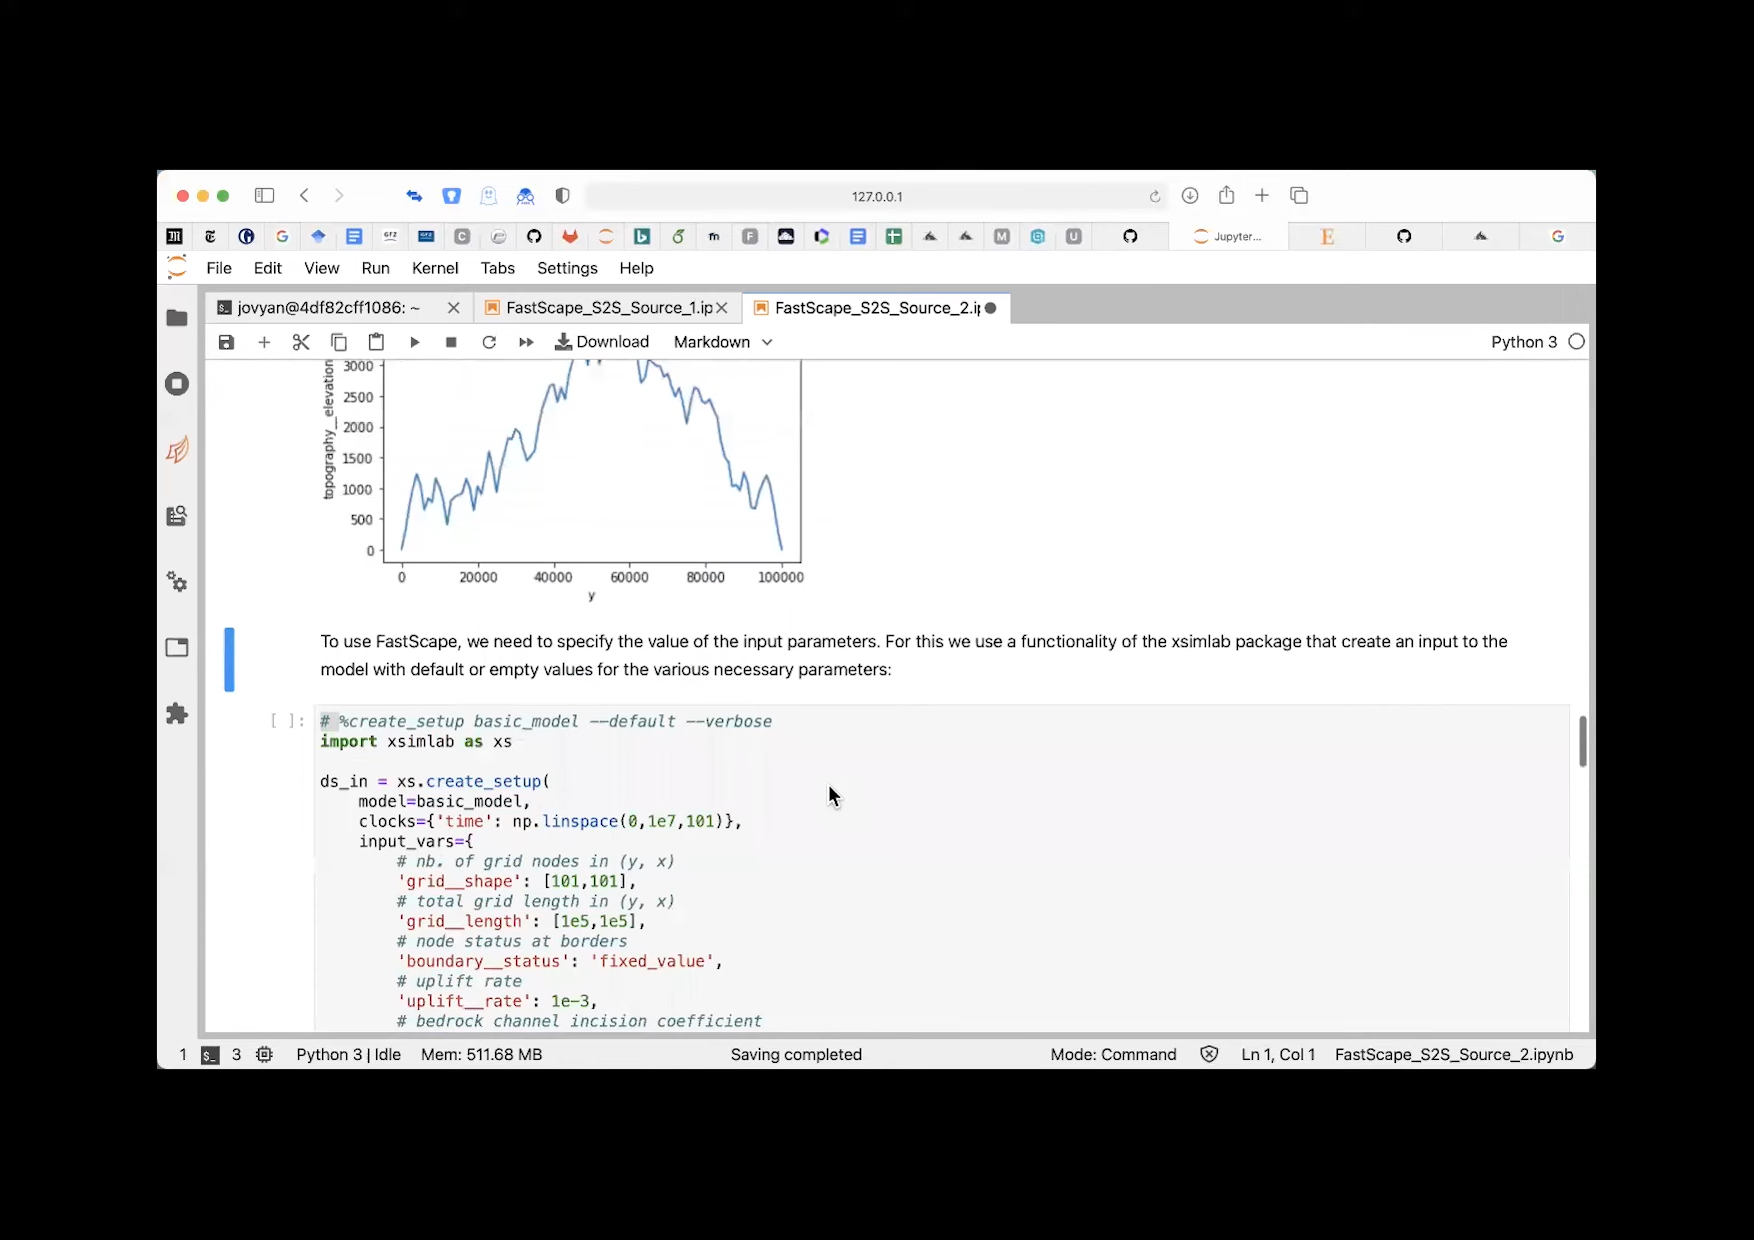 127.0.0.1
Jupyter...
File Edit View Run Kernel Tabs Settings Help
jovyan@4df82cff1086: ~
FastScape_S2S_Source_1.ip
FastScape_S2S_Source_2.ip
Download Markdown Python 3
topography__elevation
3000
2500
2000
1500
1000
500
0
0 20000 40000 60000 80000 100000
y
To use FastScape, we need to specify the value of the input parameters. For this we use a functionality of the xsimlab package that create an input to the
model with default or empty values for the various necessary parameters:
[ ]: # %create_setup basic_model --default --verbose
import xsimlab as xs
ds_in = xs.create_setup(
model=basic_model,
clocks={'time': np.linspace(0,1e7,101)},
input_vars={
# nb. of grid nodes in (y, x)
'grid__shape': [101,101],
# total grid length in (y, x)
'grid__length': [1e5,1e5],
# node status at borders
'boundary__status': 'fixed_value',
# uplift rate
'uplift__rate': 1e-3,
# bedrock channel incision coefficient
1 3 Python 3 | Idle Mem: 511.68 MB Saving completed Mode: Command Ln 1, Col 1 FastScape_S2S_Source_2.ipynb